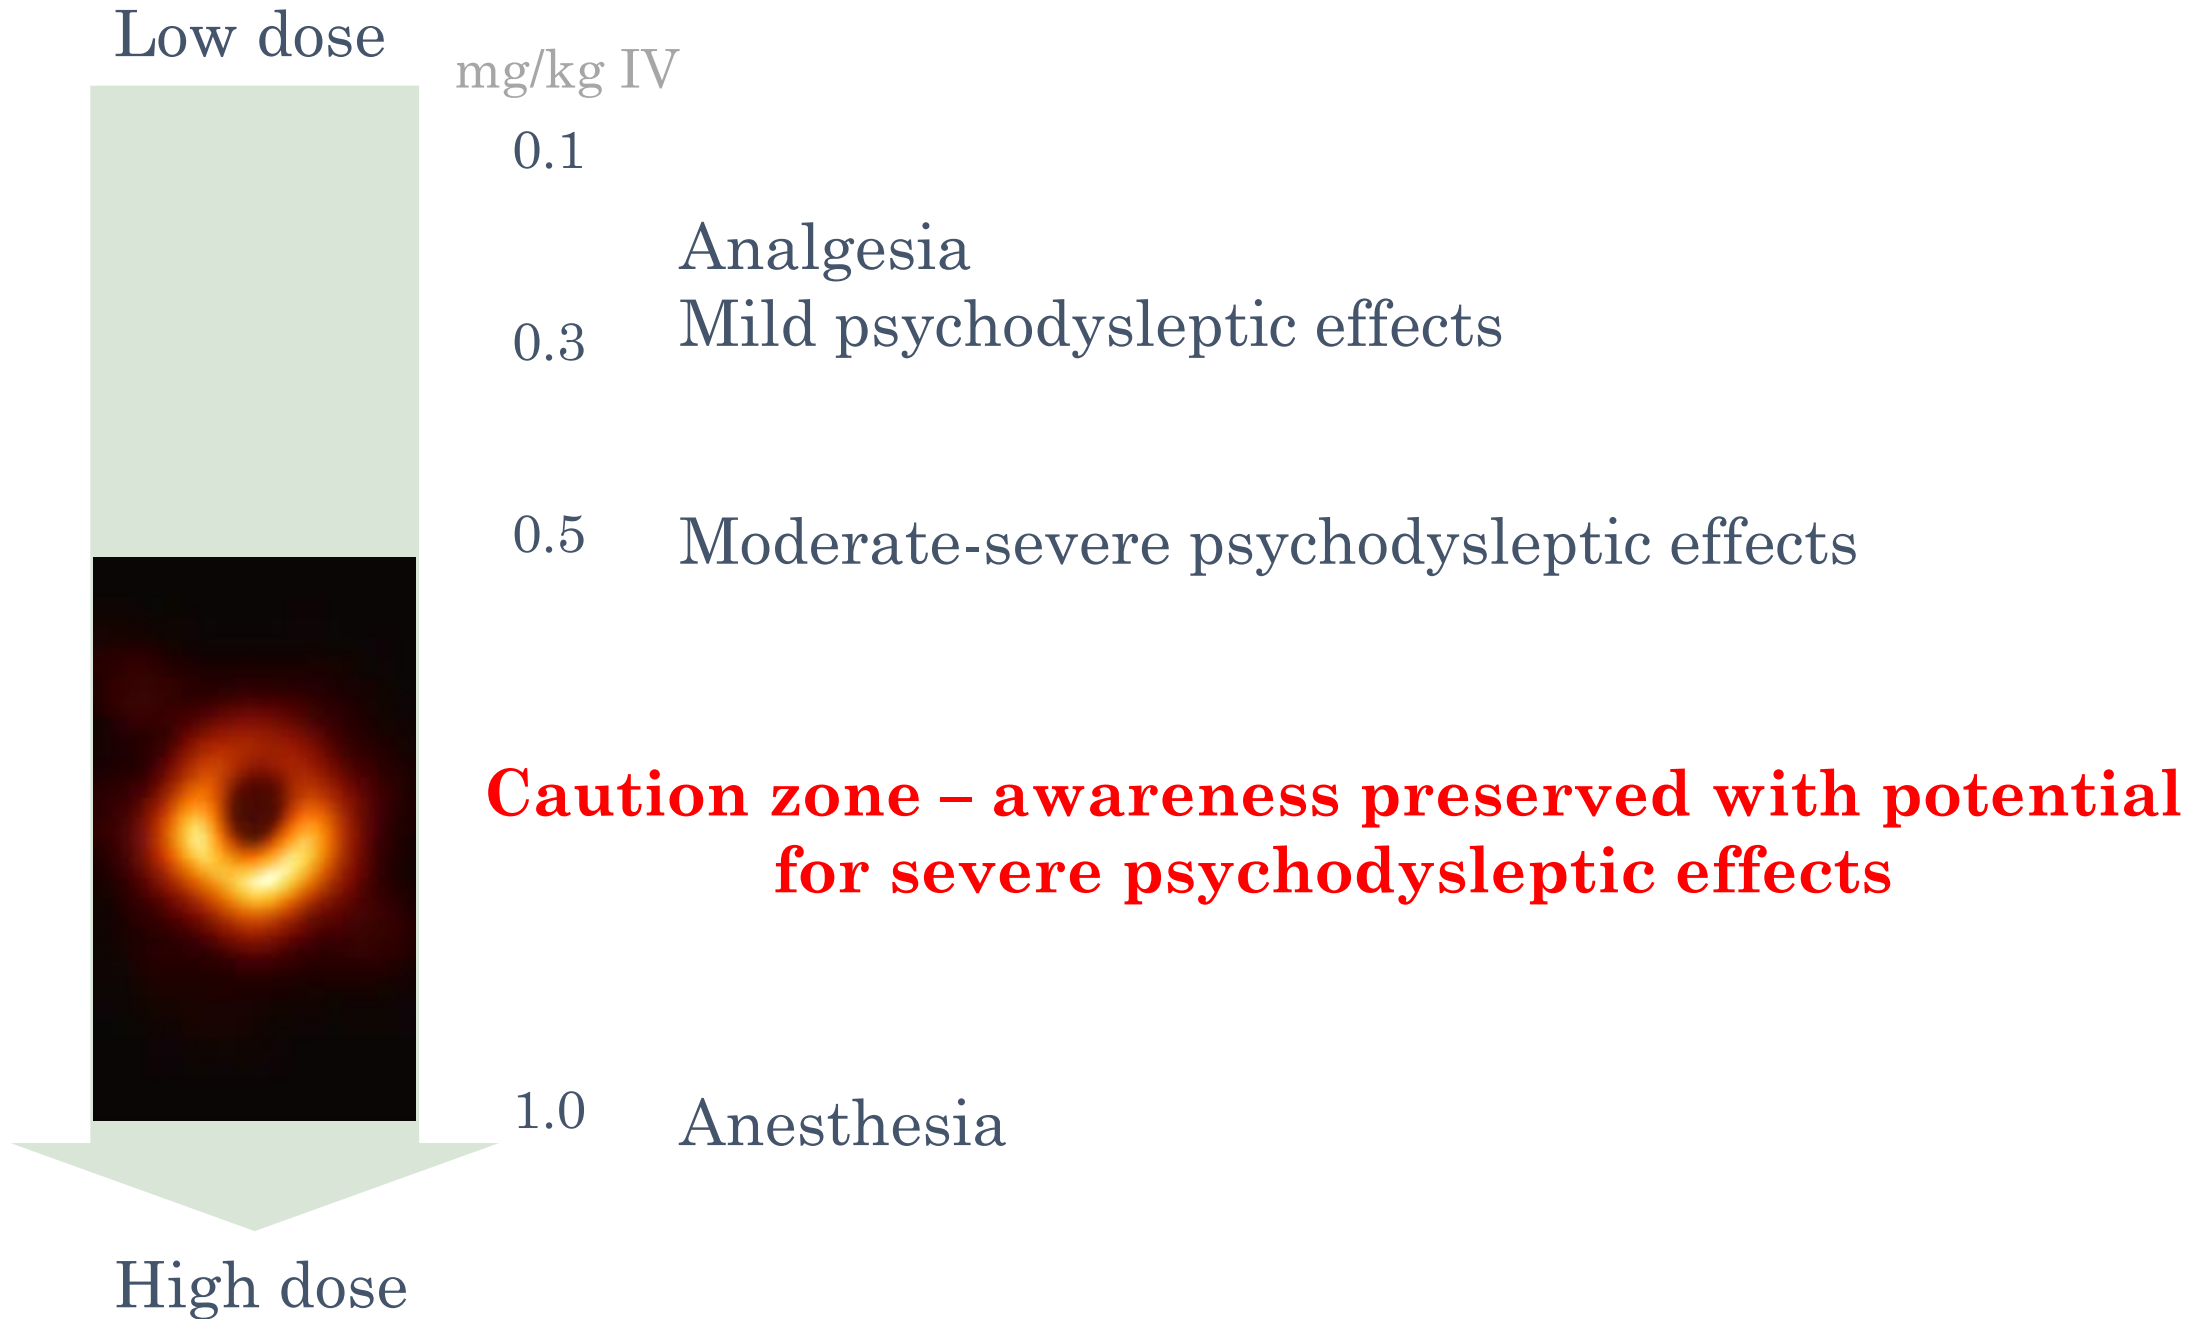 Low dose
mg/kg IV
0.1
Analgesia
Mild psychodysleptic effects
0.3
0.5
Moderate-severe psychodysleptic effects
Caution zone – awareness preserved with potential
for severe psychodysleptic effects
1.0
Anesthesia
High dose